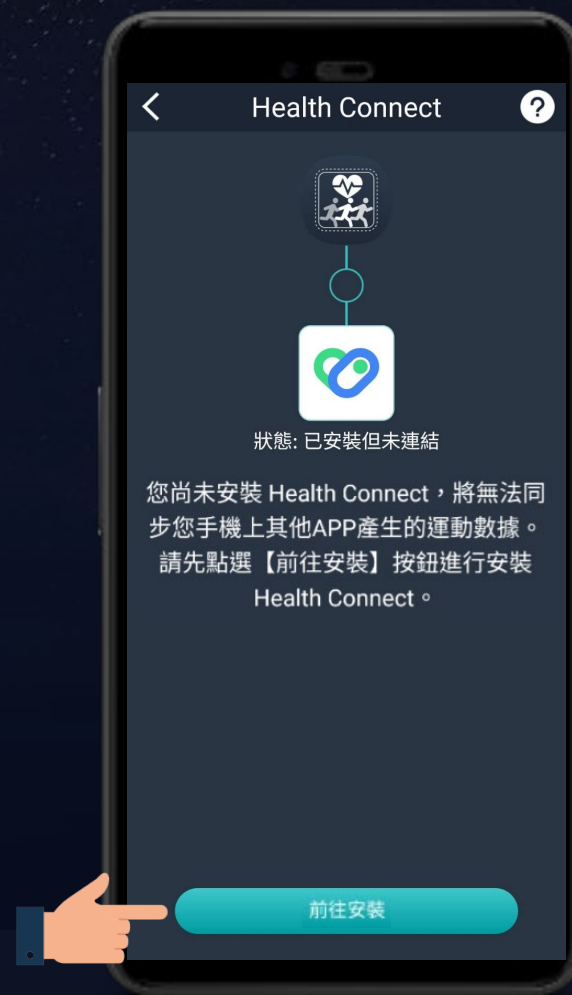 Health Connect
?
狀態: 已安裝但未連結
您尚未安裝 Health Connect，將無法同
步您手機上其他APP產生的運動數據。
請先點選【前往安裝】按鈕進行安裝
Health Connect。
前往安裝